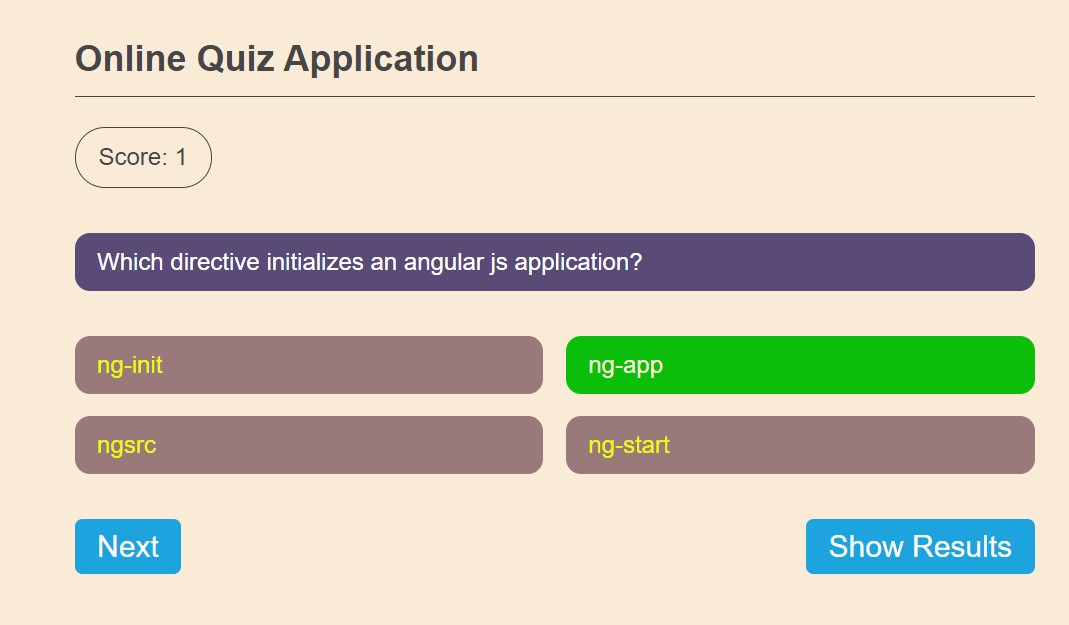 Online Quiz Application
Score: 1
Which directive initializes an angular js application?
ng-init
ng-app
ngsrc
ng-start
Next
Show Results